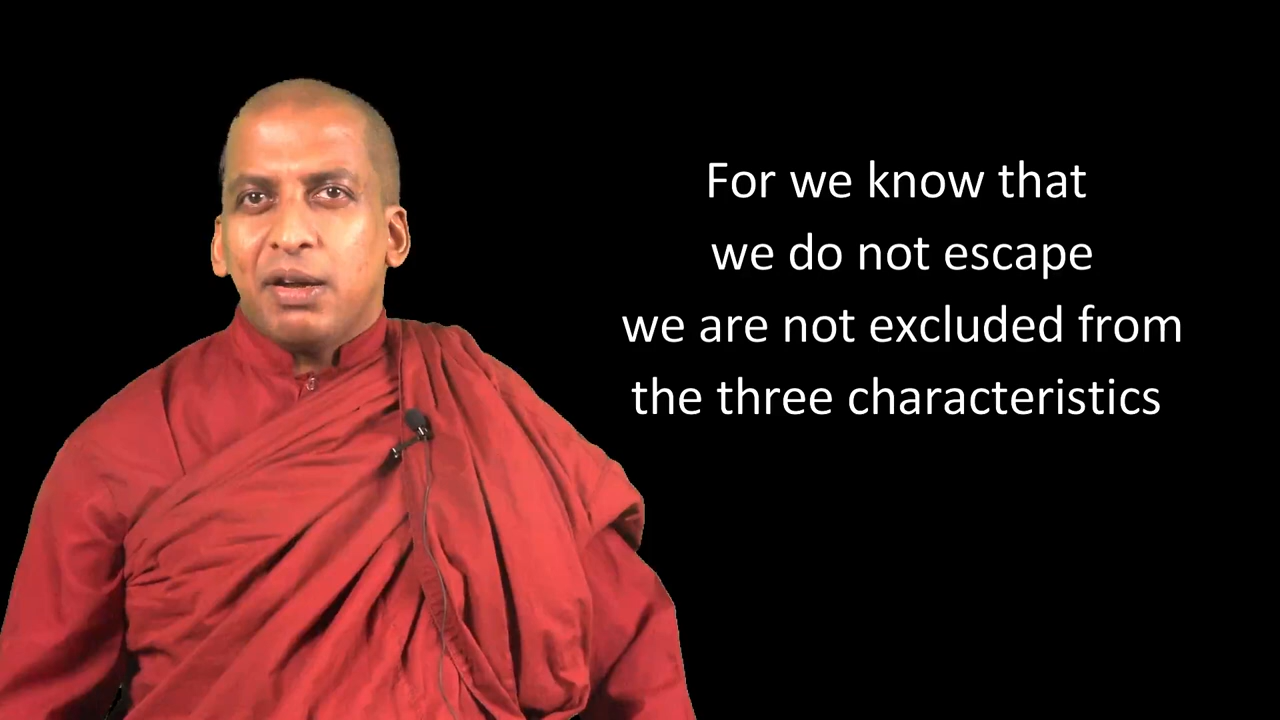 For we know that
we do not escape
we are not excluded from
the three characteristics